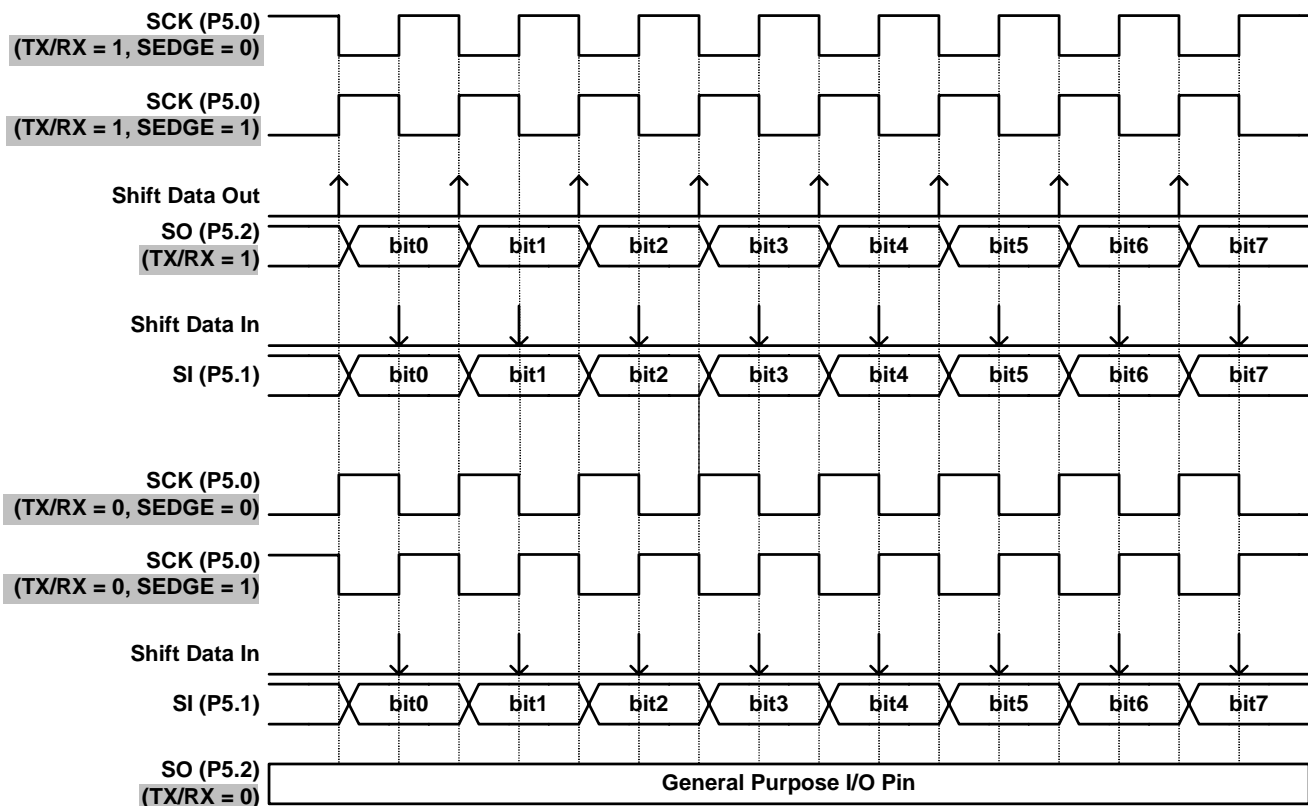 SCK (P5.0)
(TX/RX = 1, SEDGE = 0)
SCK (P5.0)
(TX/RX = 1, SEDGE = 1)
Shift Data Out
SO (P5.2)
(TX/RX = 1)
bit0 bit1 bit2 bit3 bit4 bit5 bit6 bit7
Shift Data In
SI (P5.1)
bit0 bit1 bit2 bit3 bit4 bit5 bit6 bit7
SCK (P5.0)
(TX/RX = 0, SEDGE = 0)
SCK (P5.0)
(TX/RX = 0, SEDGE = 1)
Shift Data In
SI (P5.1)
bit0 bit1 bit2 bit3 bit4 bit5 bit6 bit7
SO (P5.2)
(TX/RX = 0)
General Purpose I/O Pin